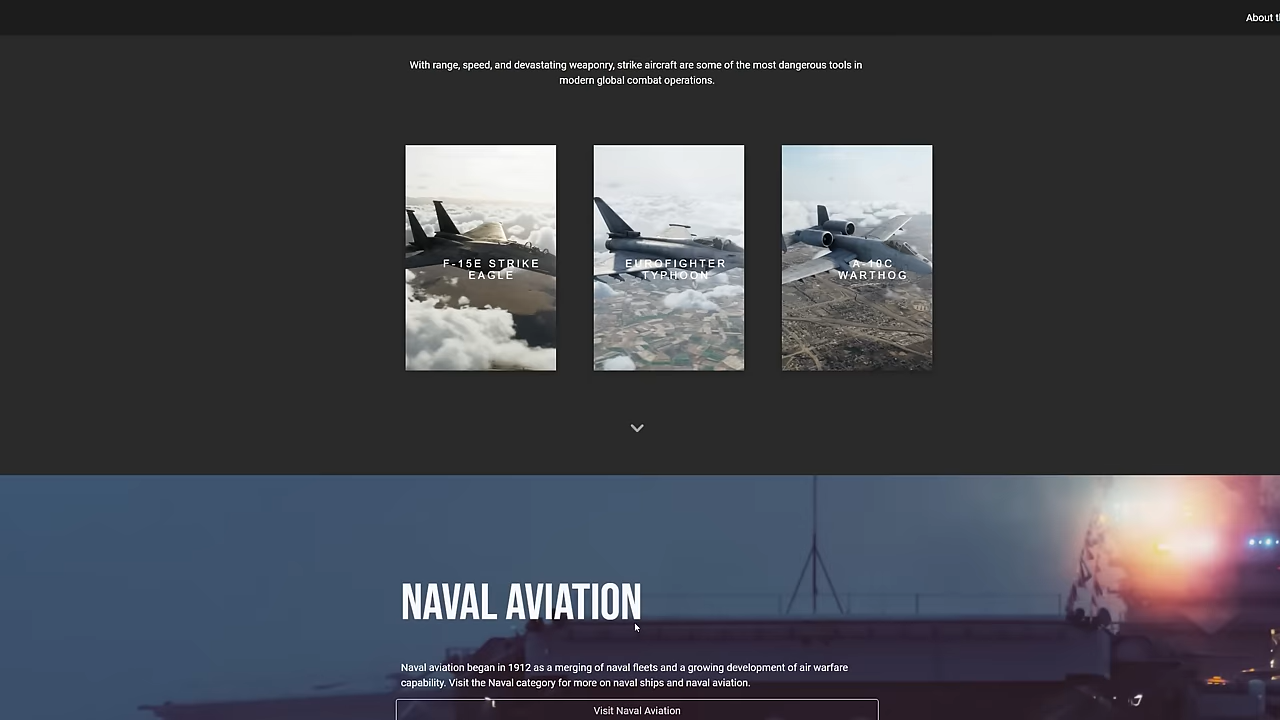 About t
With range, speed, and devastating weaponry, strike aircraft are some of the most dangerous tools in
modern global combat operations.
F-15E STRIKE
EAGLE
EUROFIGHTER
TYPHOON
A-10C
WARTHOG
NAVAL AVIATION
Naval aviation began in 1912 as a merging of naval fleets and a growing development of air warfare
capability. Visit the Naval category for more on naval ships and naval aviation.
Visit Naval Aviation